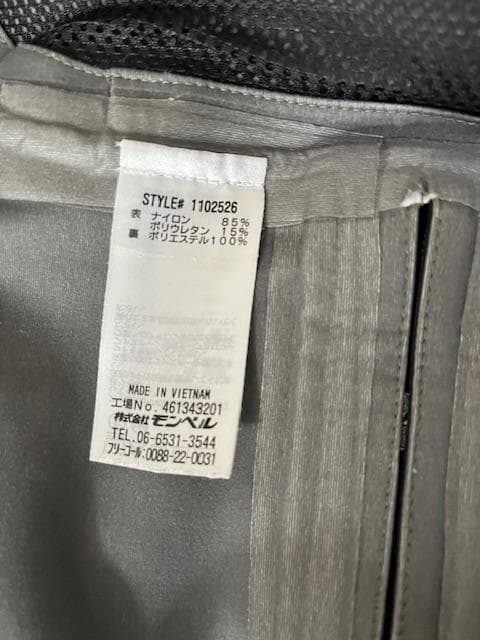 STYLE# 1102526
表 ナイロン 85%
ポリウレタン 15%
裏 ポリエステル100%
MADE IN VIETNAM
工場No. 461343201
株式会社 モンベル
TEL.06-6531-3544
フリーコール:0088-22-0031